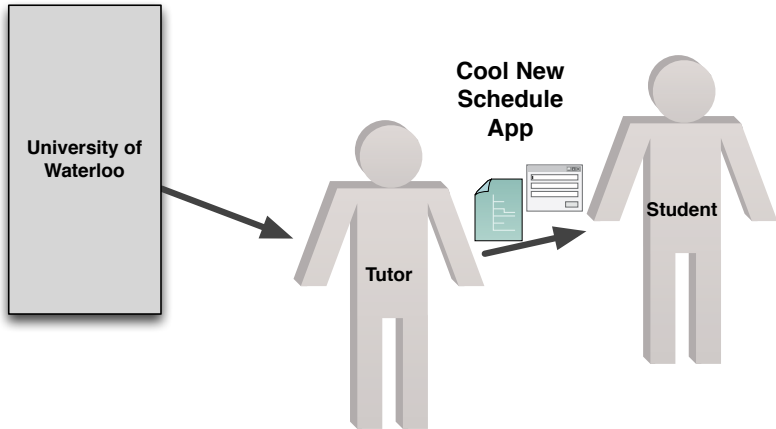 University of
Waterloo
Cool New
Schedule
App
Tutor
Student